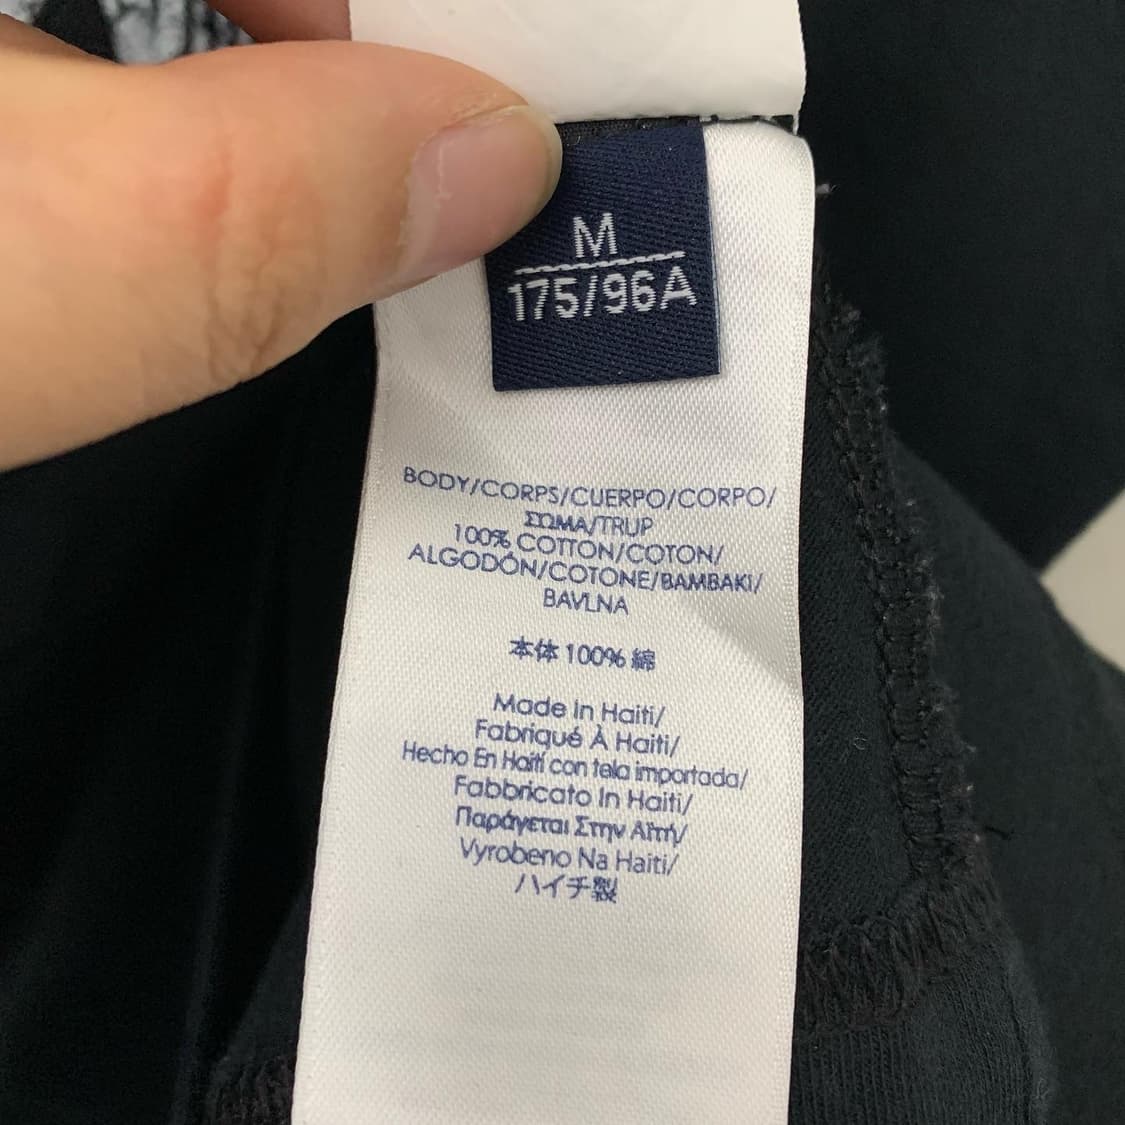 M
175/96A
BODY/CORPS/CUERPO/CORPO/
ΣΩΜΑ/TRUP
100% COTTON/COTON/
ALGODÓN/COTONE/ΒΑΜΒΑΚΙ/
BAVLNA
本体 100% 綿
Made In Haiti/
Fabriqué À Haiti/
Hecho En Haití con tela importada/
Fabbricato In Haiti/
Παράγεται Στην Αϊτή/
Vyrobeno Na Haiti/
ハイチ製